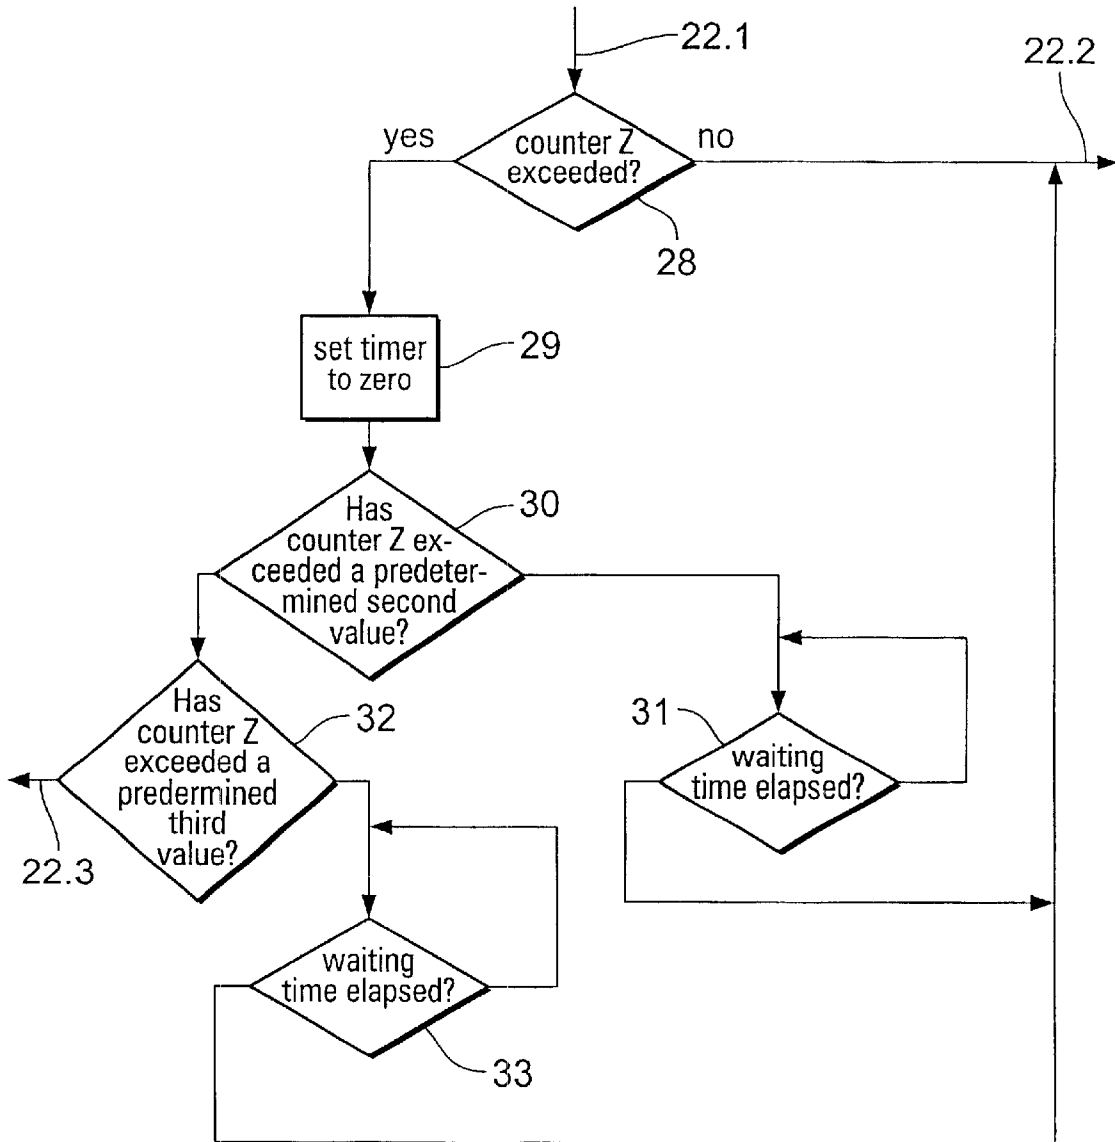 22.1
22.2
yes
no
counter Z
exceeded?
28
set timer
to zero
29
Has
counter Z ex-
ceeded a predeter-
mined second
value?
30
Has
counter Z
exceeded a
predermined
third
value?
32
31
waiting
time elapsed?
22.3
waiting
time elapsed?
33